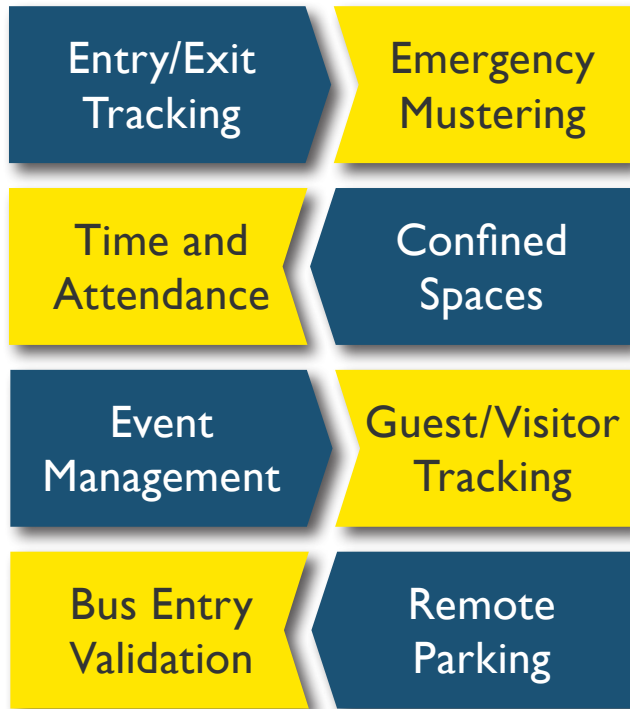 Entry/Exit
Tracking
Emergency
Mustering
Time and
Attendance
Confined
Spaces
Event
Management
Guest/Visitor
Tracking
Bus Entry
Validation
Remote
Parking